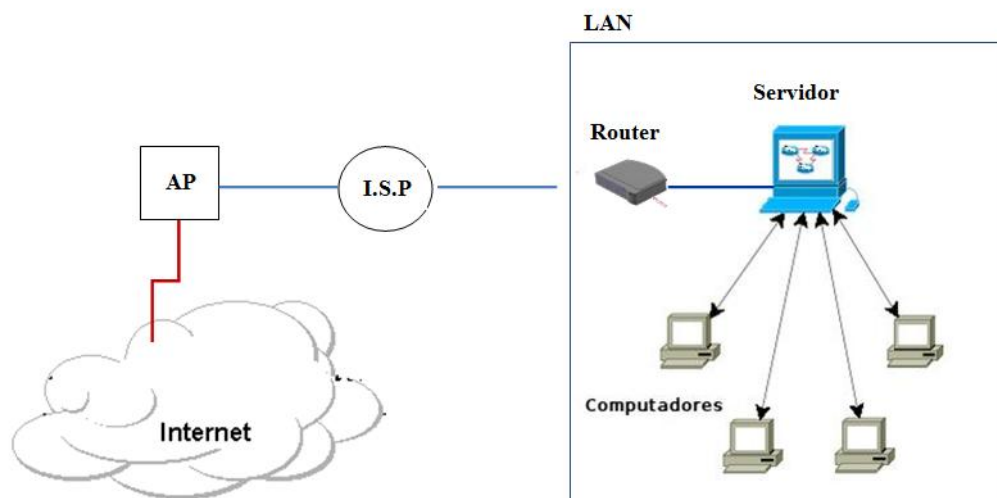 LAN
Servidor
Router
AP
I.S.P
Computadores
Internet